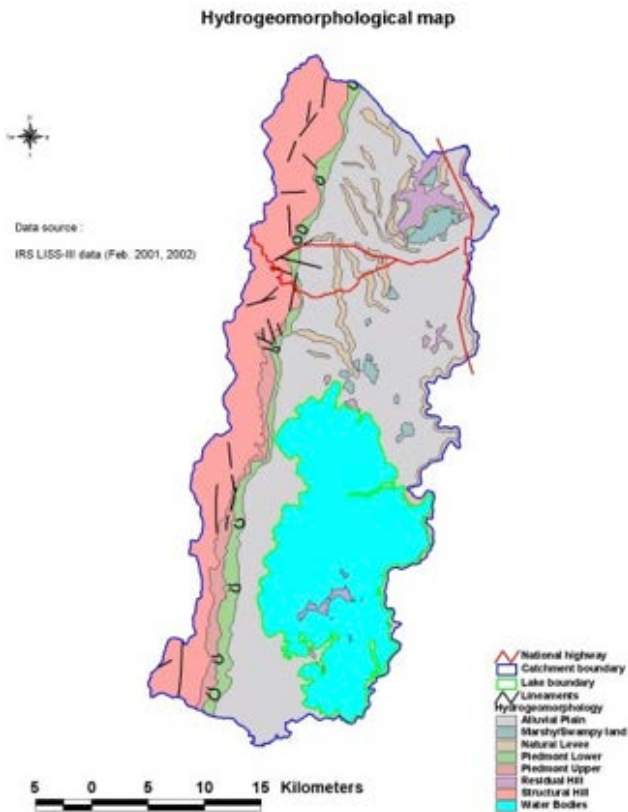 Hydrogeomorphological map
Data source :
IRS LISS-III data (Feb. 2001, 2002)
National highway
Catchment boundary
Lake boundary
Lineaments
Hydrogeomorphology
Alluvial Plain
Marshy/Swampy land
Natural Levee
Piedmont Lower
Piedmont Upper
Residual Hill
Structural Hill
Water Bodies
5 0 5 10 15 Kilometers